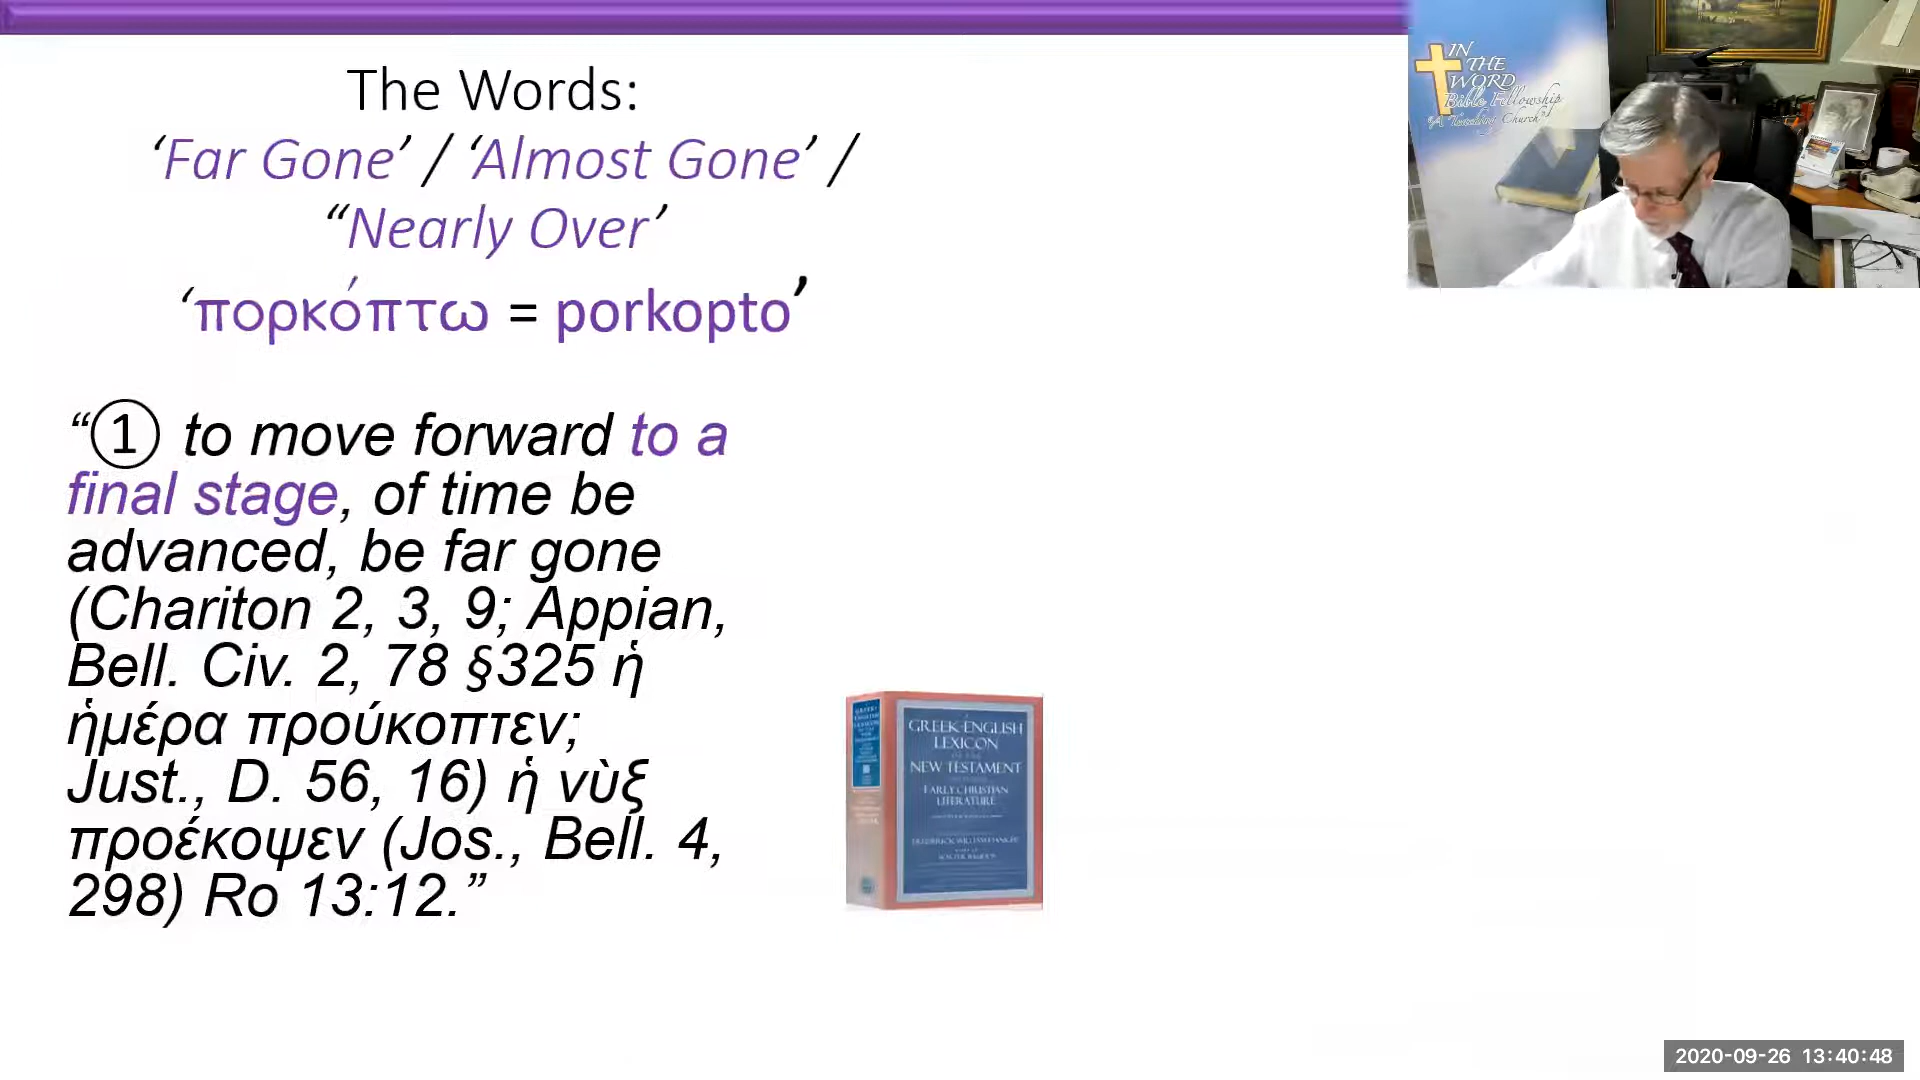 The Words:
‘Far Gone’ / ‘Almost Gone’ /
“Nearly Over’
‘πορκόπτω = porkopto’
“① to move forward to a
final stage, of time be
advanced, be far gone
(Chariton 2, 3, 9; Appian,
Bell. Civ. 2, 78 §325 ἡ
ἡμέρα προύκοπτεν;
Just., D. 56, 16) ἡ νὺξ
προέκοψεν (Jos., Bell. 4,
298) Ro 13:12.”
GREEK-ENGLISH
LEXICON
NEW TESTAMENT
EARLY CHRISTIAN
LITERATURE
IN
THE
WORD
Bible Fellowship
"A Teaching Church"
2020-09-26 13:40:48